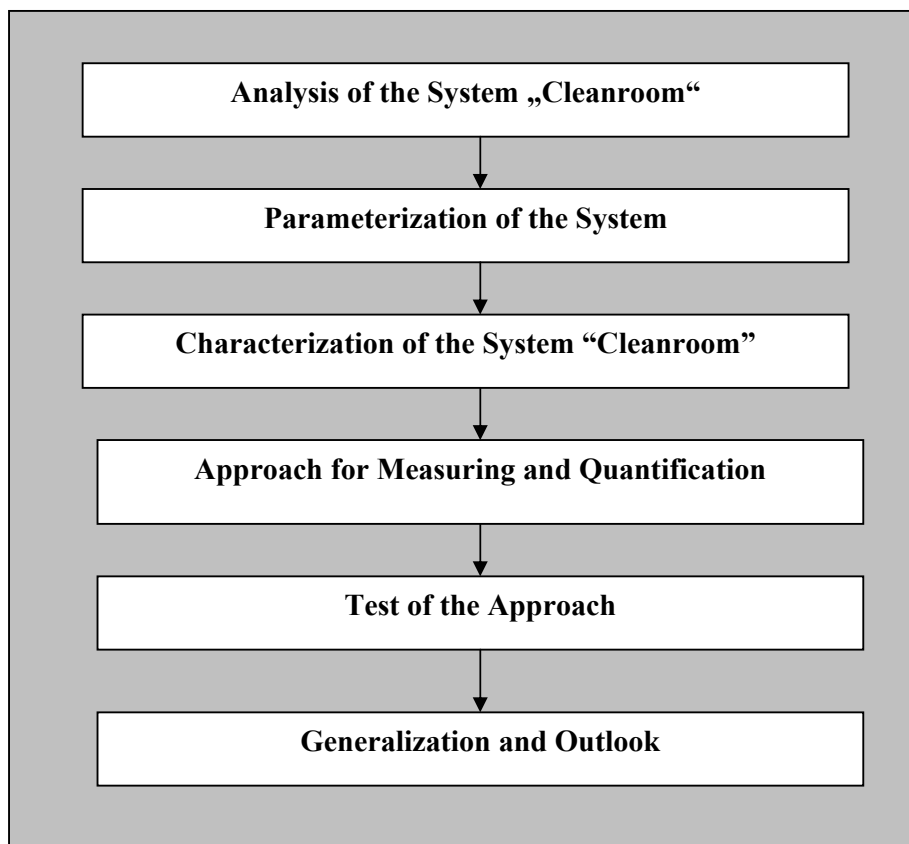 Analysis of the System „Cleanroom“
Parameterization of the System
Characterization of the System “Cleanroom”
Approach for Measuring and Quantification
Test of the Approach
Generalization and Outlook